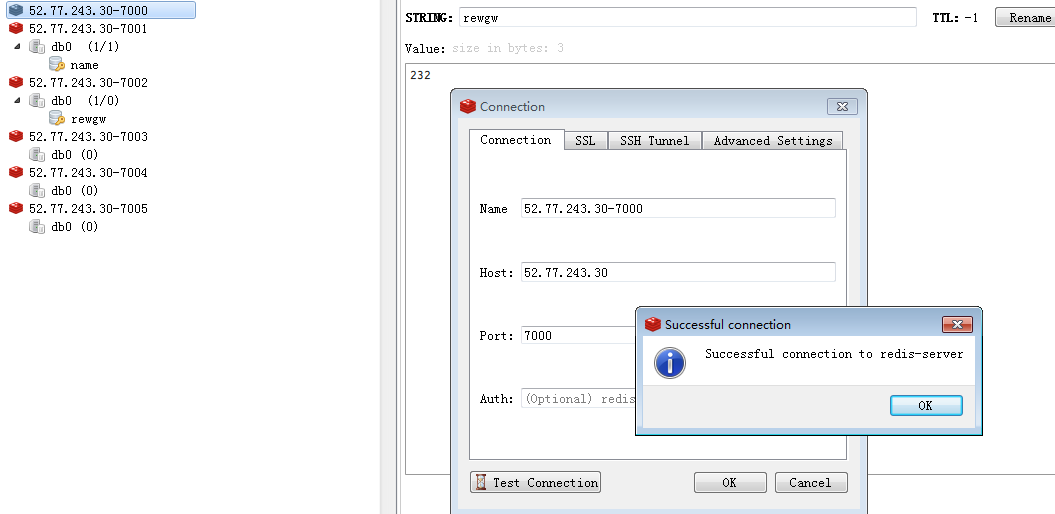 52.77.243.30-7000
52.77.243.30-7001
db0 (1/1)
name
52.77.243.30-7002
db0 (1/0)
rewgw
52.77.243.30-7003
db0 (0)
52.77.243.30-7004
db0 (0)
52.77.243.30-7005
db0 (0)
STRING: rewgw TTL: -1 Rename
Value: size in bytes: 3
232
Connection
Connection SSL SSH Tunnel Advanced Settings
Name 52.77.243.30-7000
Host: 52.77.243.30
Port: 7000
Auth: (Optional) redis
Test Connection OK Cancel
Successful connection
Successful connection to redis-server
OK